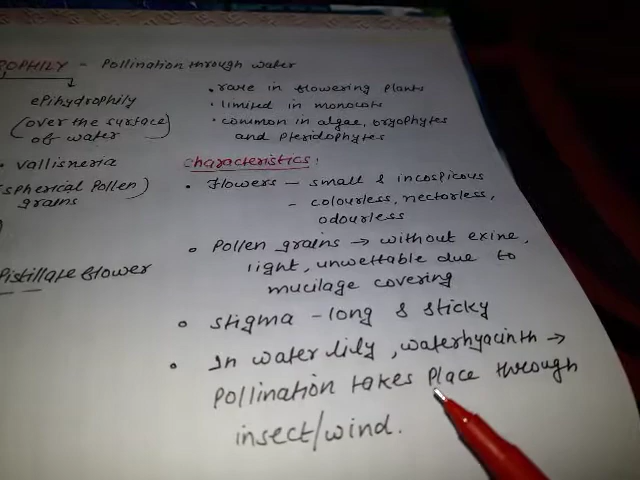 ROPHILY - Pollination through water
epihydrophily
(over the surface)
of water
• vallisneria
(spherical Pollen)
grains
)
Pistillate flower
• rare in flowering plants
• limited in monocots
• common in algae, bryophytes
and pteridophytes
Characteristics:
• Flowers - small & incospicous
- colourless, nectorless,
odourless
• Pollen grains → without exine,
light, unwettable due to
mucilage covering
• Stigma - long & sticky
• In water lily, waterhyacinth →
Pollination takes Place through
insect/wind.